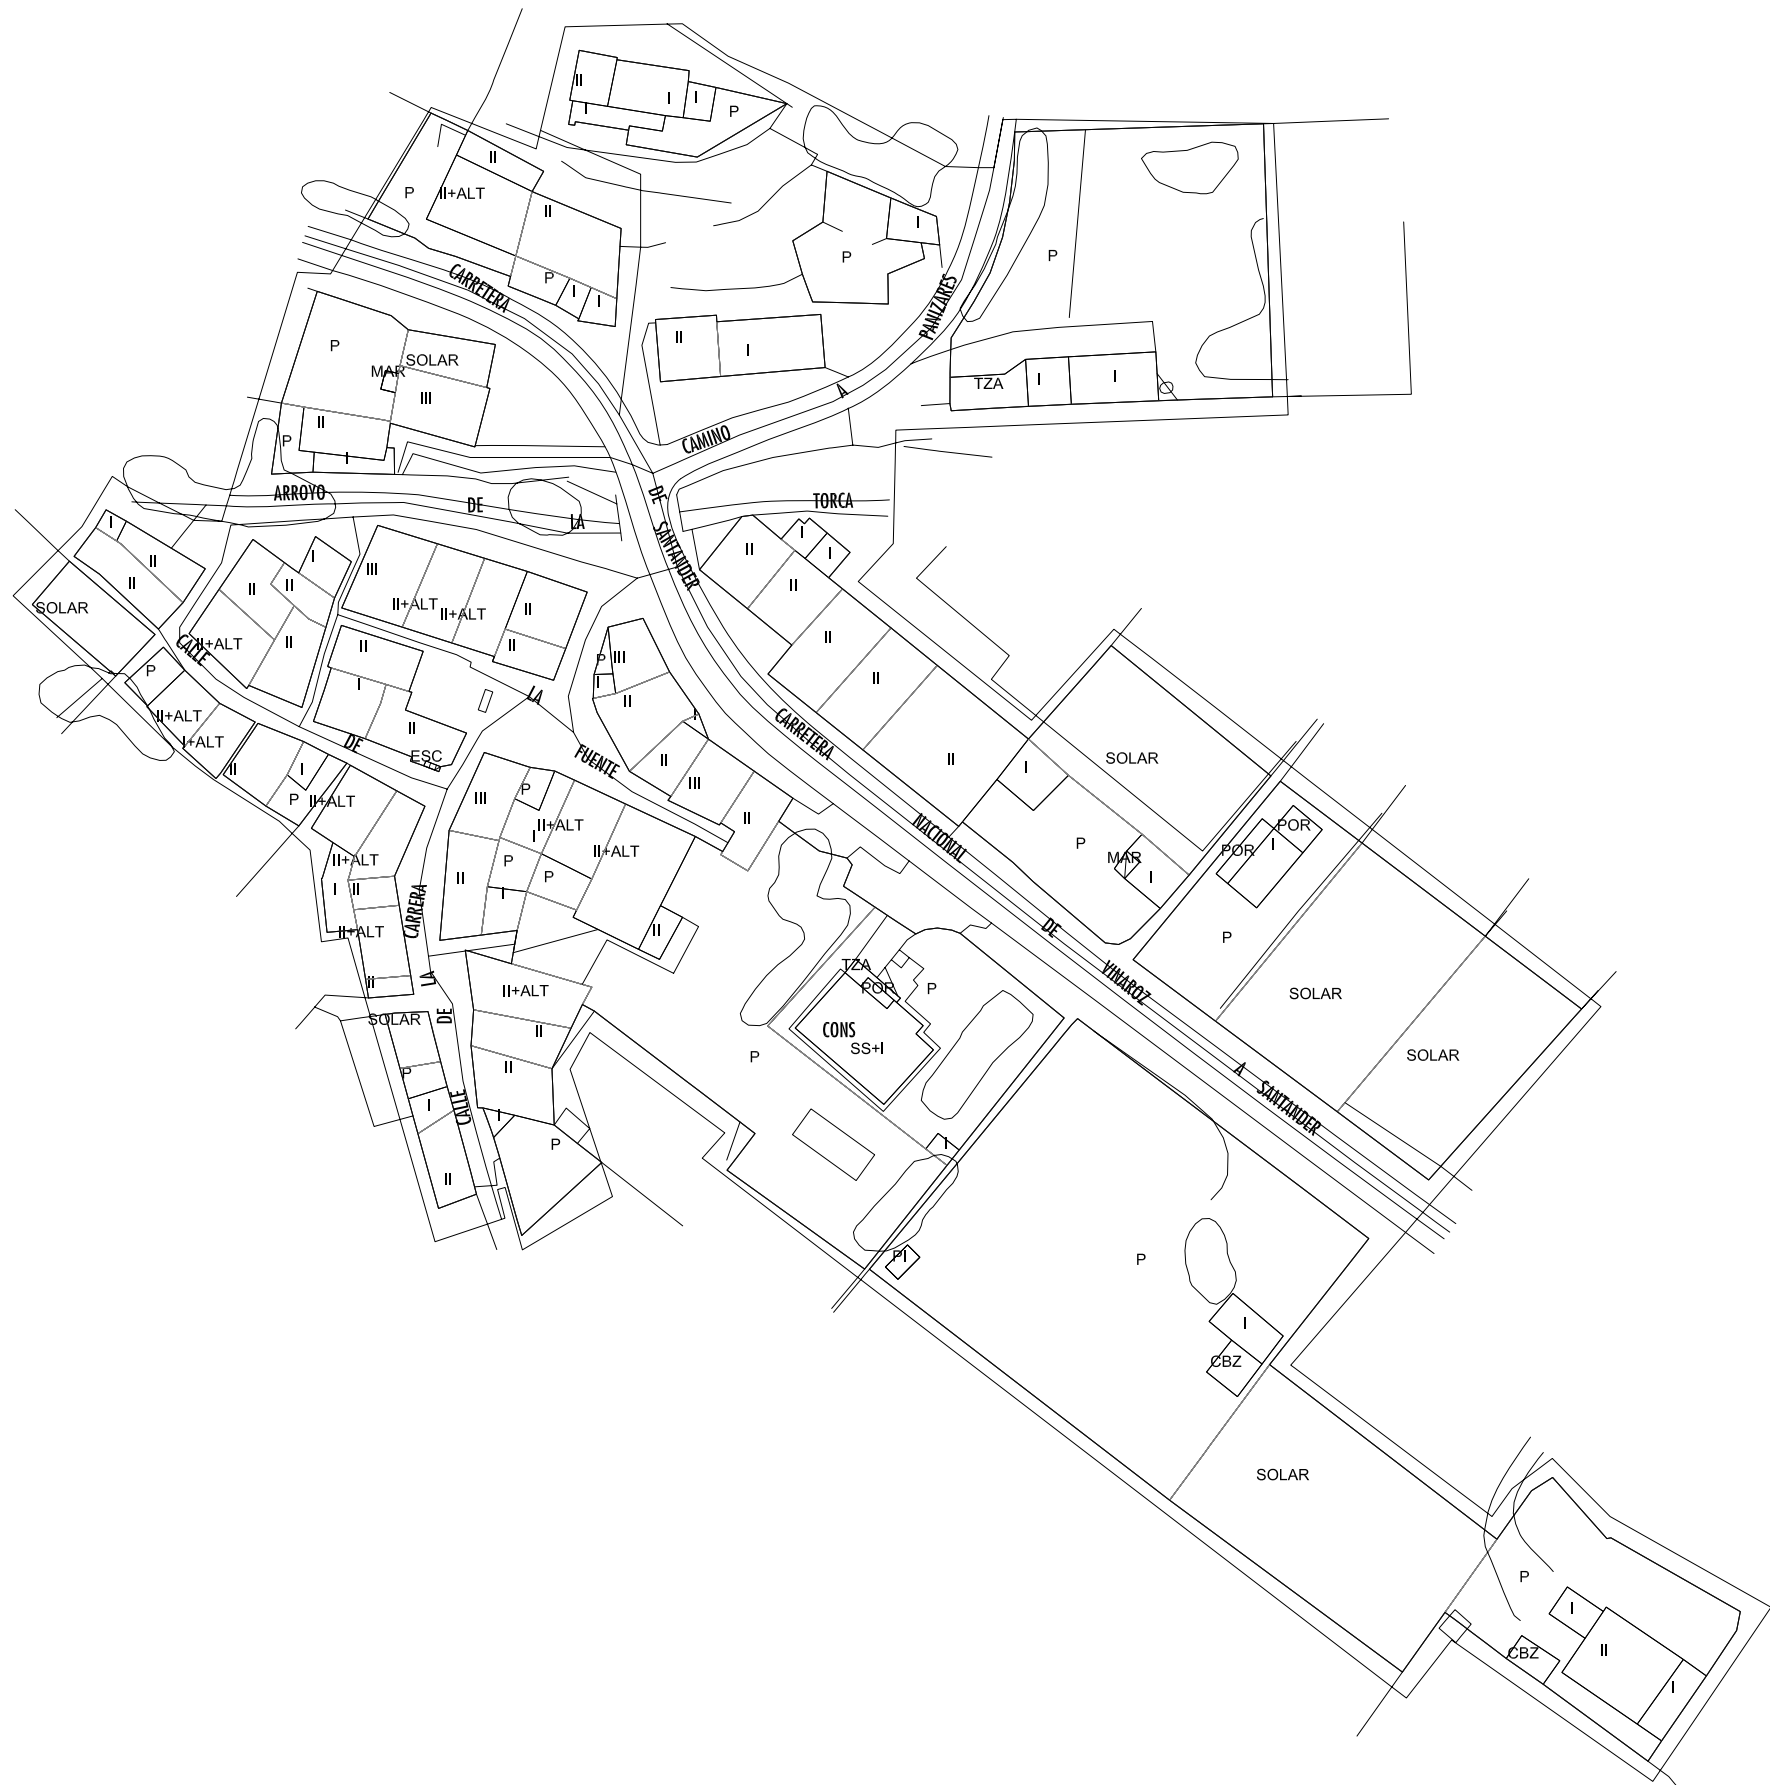 II
I
I
I
P
II
P
II+ALT
II
I
P
P
P
I
I
CARRETERA
PANIZARES
P
SOLAR
MAR
III
II
I
TZA
I
I
A
CAMINO
II
P
I
ARROYO
DE
LA
DE
SANTANDER
TORCA
I
II
II
SOLAR
I
II
II
II+ALT
II
III
II+ALT
II+ALT
II
II
II
I
I
II
II
II
CALLE
P
II+ALT
I+ALT
II
I
P
II+ALT
DE
II
I
II
ESC
LA
FUENTE
P
III
I
II
I
II
III
II
CARRETERA
NACIONAL
DE
VINAROZ
A
SANTANDER
II
II
I
SOLAR
P
MAR
I
POR
POR
I
P
SOLAR
SOLAR
III
P
II+ALT
I
II+ALT
P
P
II
I
II
II+ALT
I
II
II+ALT
II
CARRERA
LA
DE
CALLE
SOLAR
P
I
II
II+ALT
II
II
I
P
TZA
POR
P
CONS
SS+I
P
I
PI
P
I
CBZ
SOLAR
P
I
II
CBZ
I